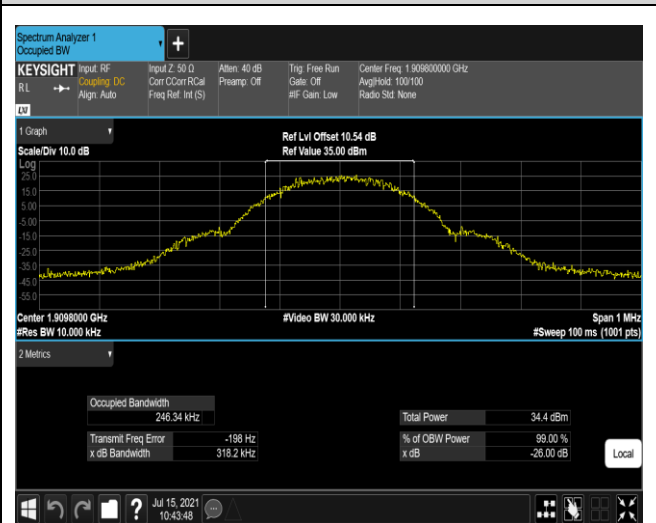 Spectrum Analyzer 1
Occupied BW
+
KEYSIGHT
RL
LXI
Input: RF
Coupling: DC
Align: Auto
Input Z: 50 Ω
Corr CCorr RCal
Freq Ref: Int (S)
Atten: 40 dB
Preamp: Off
Trig: Free Run
Gate: Off
#IF Gain: Low
Center Freq: 1.909800000 GHz
Avg|Hold: 100/100
Radio Std: None
1 Graph
Scale/Div 10.0 dB
Ref Lvl Offset 10.54 dB
Ref Value 35.00 dBm
Log
25.0
15.0
5.00
-5.00
-15.0
-25.0
-35.0
-45.0
-55.0
Center 1.9098000 GHz
#Res BW 10.000 kHz
#Video BW 30.000 kHz
Span 1 MHz
#Sweep 100 ms (1001 pts)
2 Metrics
Occupied Bandwidth
246.34 kHz
Transmit Freq Error -198 Hz
x dB Bandwidth 318.2 kHz
Total Power 34.4 dBm
% of OBW Power 99.00 %
x dB -26.00 dB
Local
?
Jul 15, 2021
10:43:48